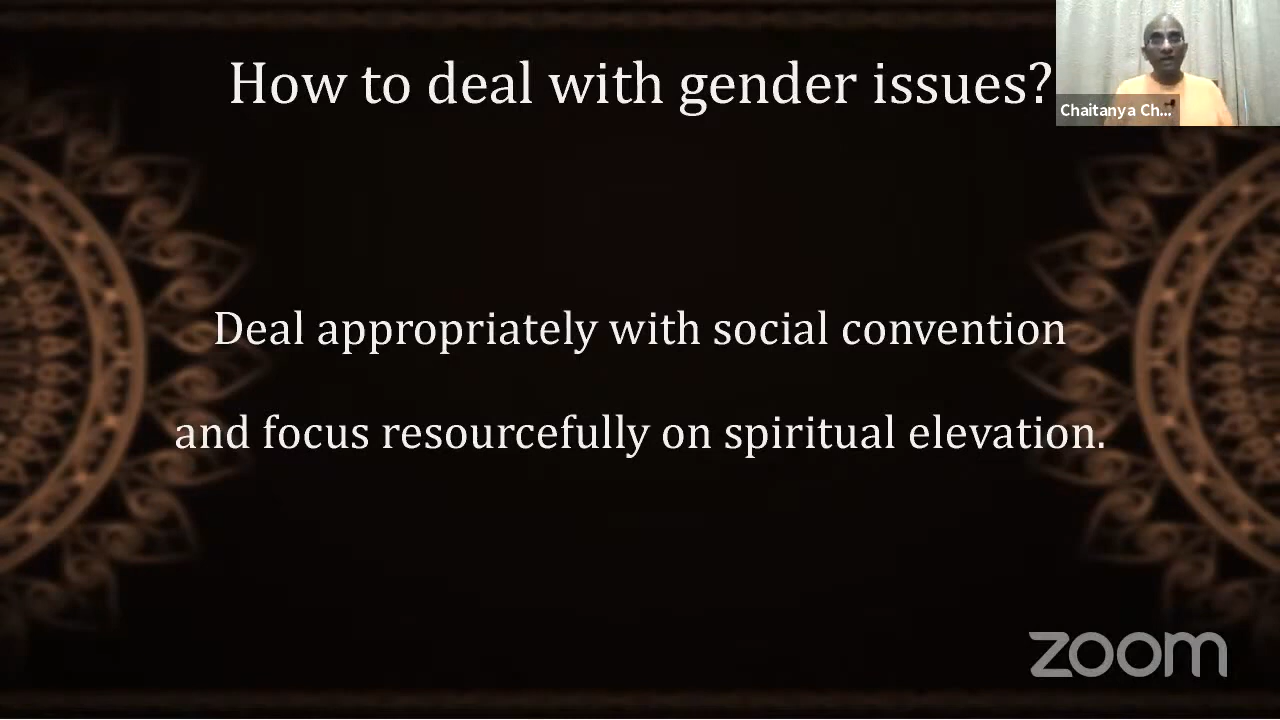 How to deal with gender issues?
Chaitanya Ch...
Deal appropriately with social convention
and focus resourcefully on spiritual elevation.
zoom